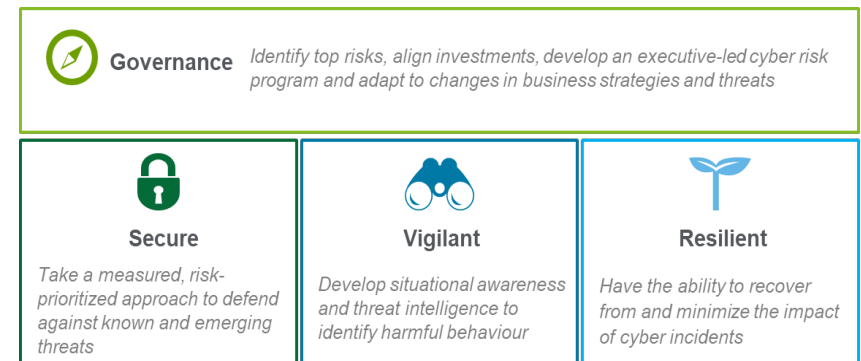 Governance
Identify top risks, align investments, develop an executive-led cyber risk
program and adapt to changes in business strategies and threats
Secure
Take a measured, risk-
prioritized approach to defend
against known and emerging
threats
Vigilant
Develop situational awareness
and threat intelligence to
identify harmful behaviour
Resilient
Have the ability to recover
from and minimize the impact
of cyber incidents